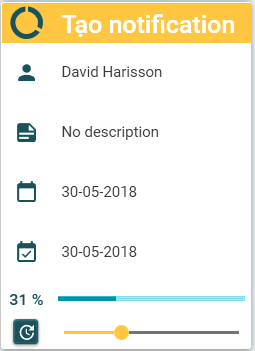 Tạo notification
David Harisson
No description
30-05-2018
30-05-2018
31 %